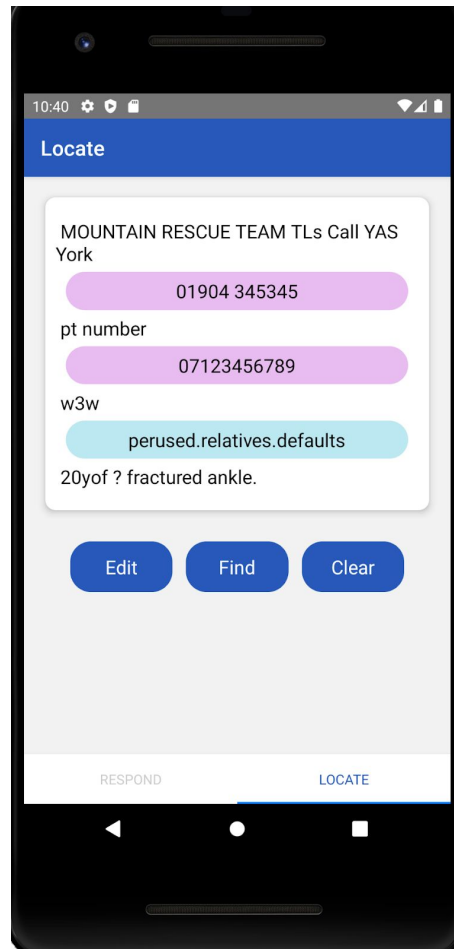 10:40
Locate
MOUNTAIN RESCUE TEAM TLs Call YAS
York
01904 345345
pt number
07123456789
w3w
perused.relatives.defaults
20yof ? fractured ankle.
Edit Find Clear
RESPOND LOCATE